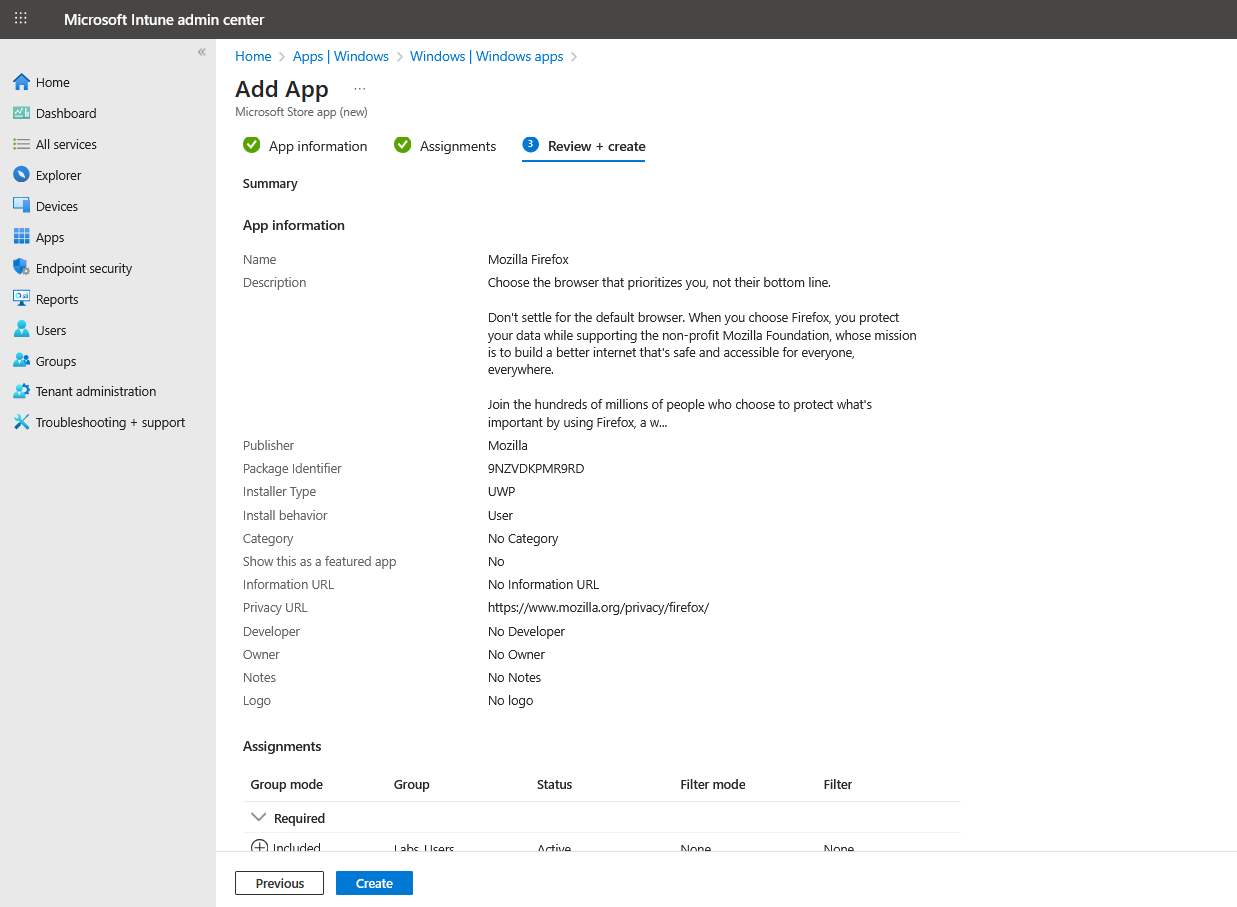 Microsoft Intune admin center
Home
Dashboard
All services
Explorer
Devices
Apps
Endpoint security
Reports
Users
Groups
Tenant administration
Troubleshooting + support
Home > Apps | Windows > Windows | Windows apps >
Add App ...
Microsoft Store app (new)
App information Assignments 3 Review + create
Summary
App information
Name Mozilla Firefox
Description Choose the browser that prioritizes you, not their bottom line.
Don't settle for the default browser. When you choose Firefox, you protect
your data while supporting the non-profit Mozilla Foundation, whose mission
is to build a better internet that's safe and accessible for everyone,
everywhere.
Join the hundreds of millions of people who choose to protect what's
important by using Firefox, a w...
Publisher Mozilla
Package Identifier 9NZVDKPMR9RD
Installer Type UWP
Install behavior User
Category No Category
Show this as a featured app No
Information URL No Information URL
Privacy URL https://www.mozilla.org/privacy/firefox/
Developer No Developer
Owner No Owner
Notes No Notes
Logo No logo
Assignments
Group mode Group Status Filter mode Filter
Required
Included Labs_Users Active None None
Previous Create